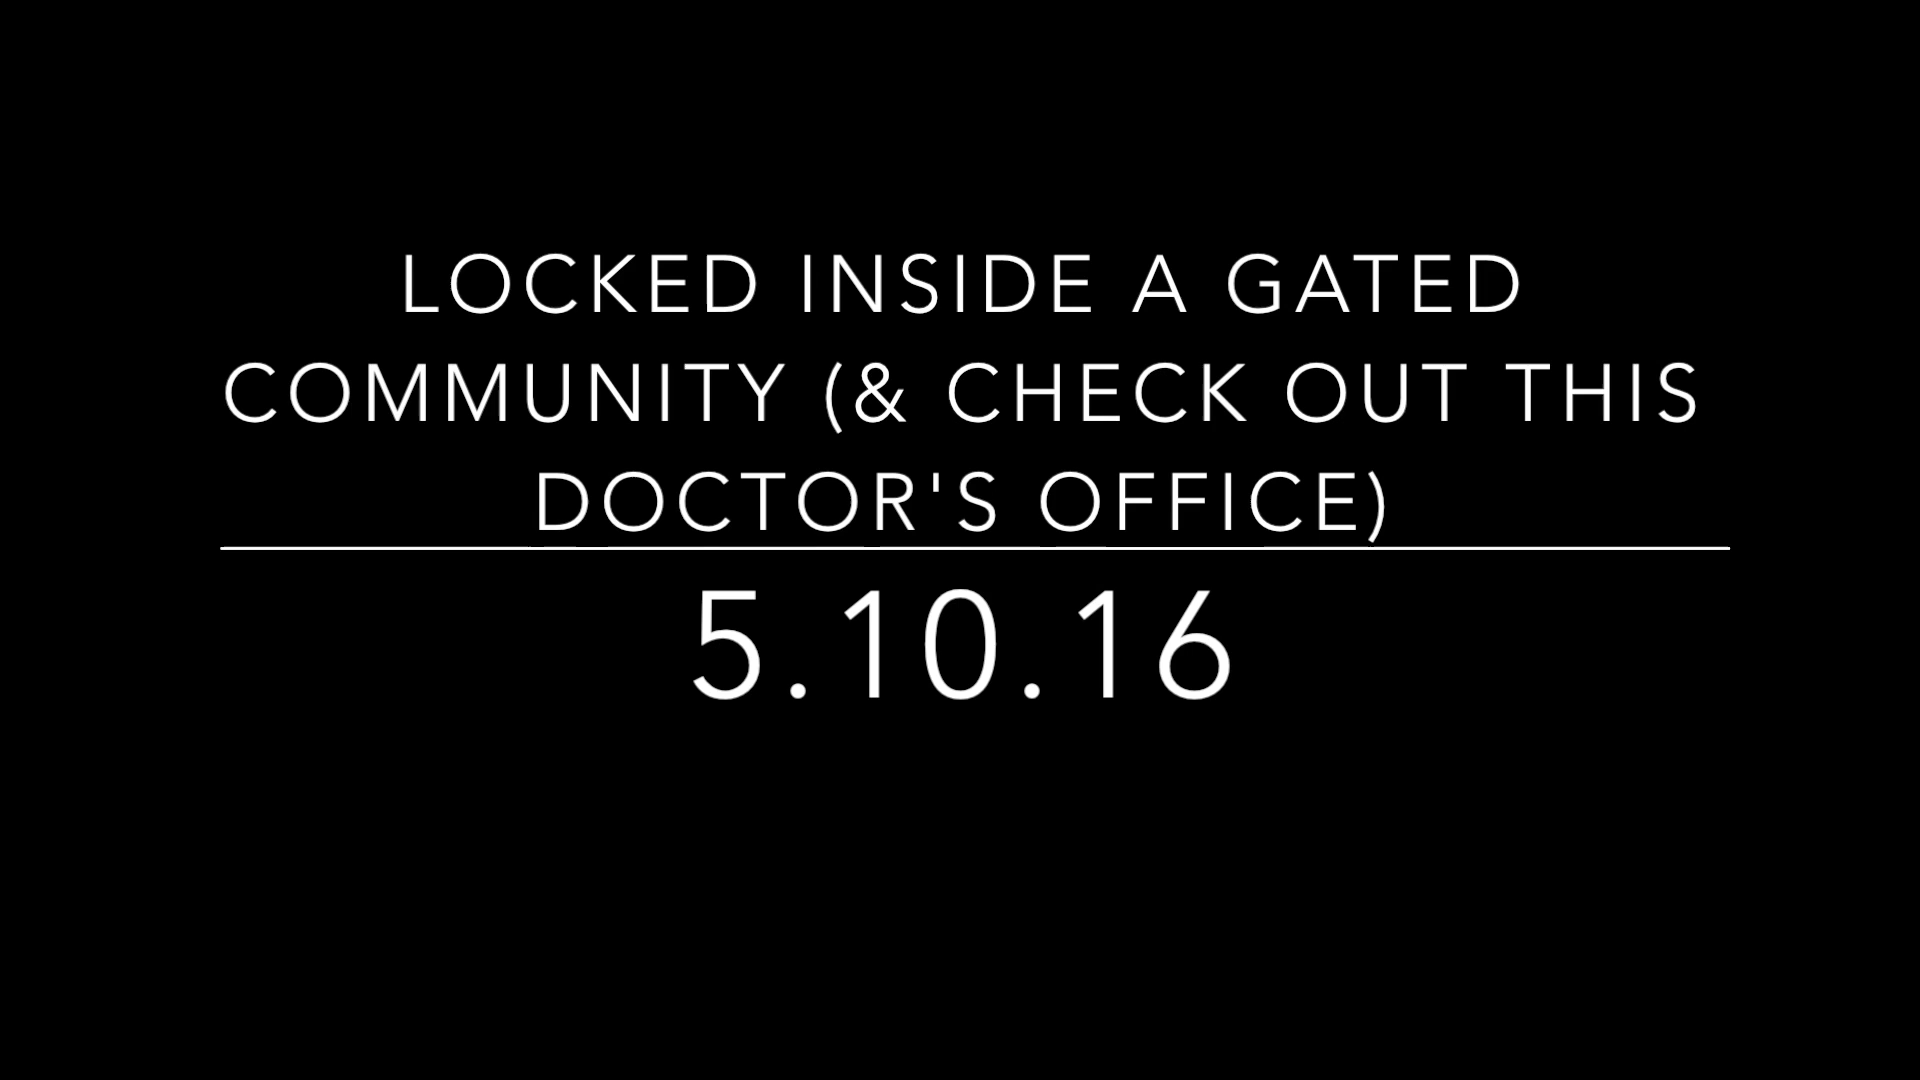 LOCKED INSIDE A GATED
COMMUNITY (& CHECK OUT THIS
DOCTOR'S OFFICE)
5.10.16